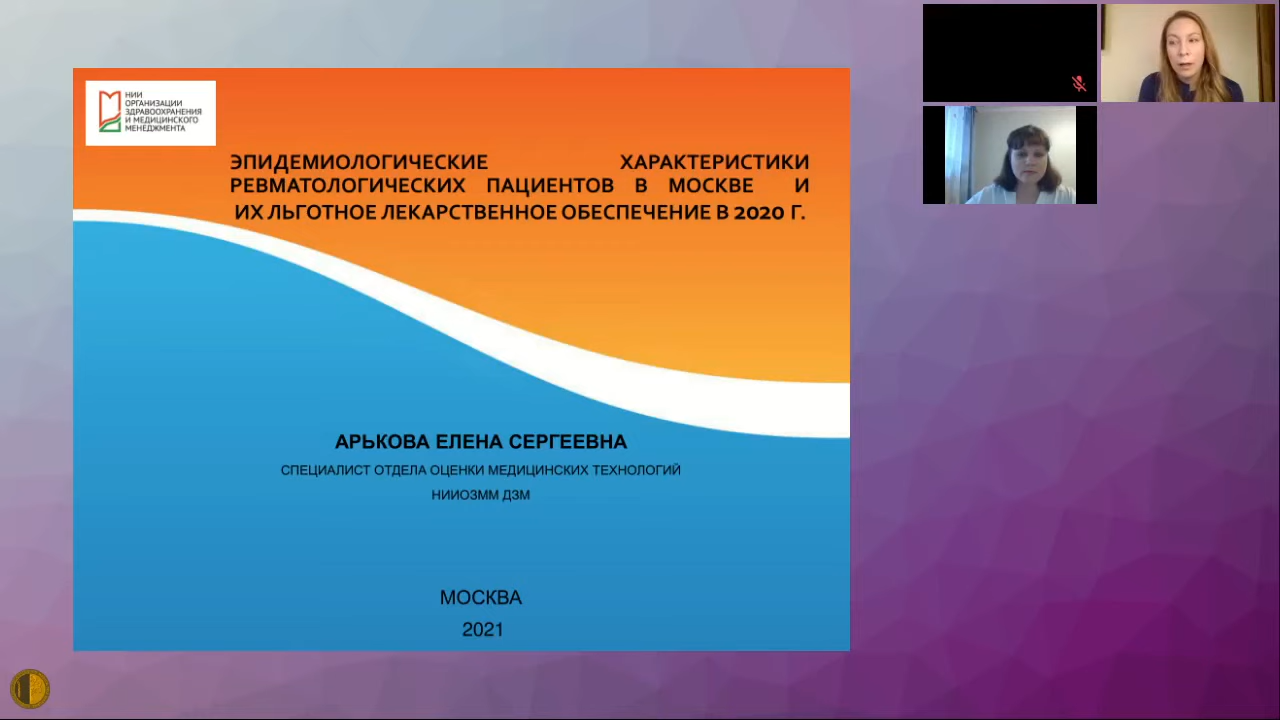 НИИ
ОРГАНИЗАЦИИ
ЗДРАВООХРАНЕНИЯ
И МЕДИЦИНСКОГО
МЕНЕДЖМЕНТА
ЭПИДЕМИОЛОГИЧЕСКИЕ ХАРАКТЕРИСТИКИ
РЕВМАТОЛОГИЧЕСКИХ ПАЦИЕНТОВ В МОСКВЕ И
ИХ ЛЬГОТНОЕ ЛЕКАРСТВЕННОЕ ОБЕСПЕЧЕНИЕ В 2020 Г.
АРЬКОВА ЕЛЕНА СЕРГЕЕВНА
СПЕЦИАЛИСТ ОТДЕЛА ОЦЕНКИ МЕДИЦИНСКИХ ТЕХНОЛОГИЙ
НИИОЗММ ДЗМ
МОСКВА
2021